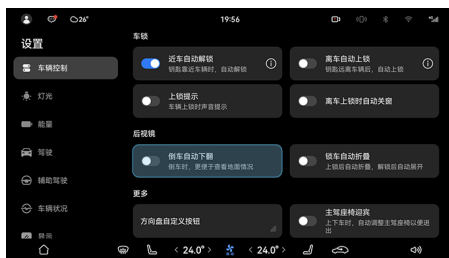 26°
19:56
设置
车辆控制
灯光
能量
驾驶
辅助驾驶
车辆状况
显示
车锁
近车自动解锁
钥匙靠近车辆时，自动解锁
离车自动上锁
钥匙远离车辆后，自动上锁
上锁提示
车辆上锁时声音提示
离车上锁时自动关窗
后视镜
倒车自动下翻
倒车时，更便于查看地面情况
锁车自动折叠
上锁后自动折叠，解锁后自动展开
更多
方向盘自定义按钮
主驾座椅迎宾
上下车时，自动调整主驾座椅以便进
出
< 24.0° >
< 24.0° >